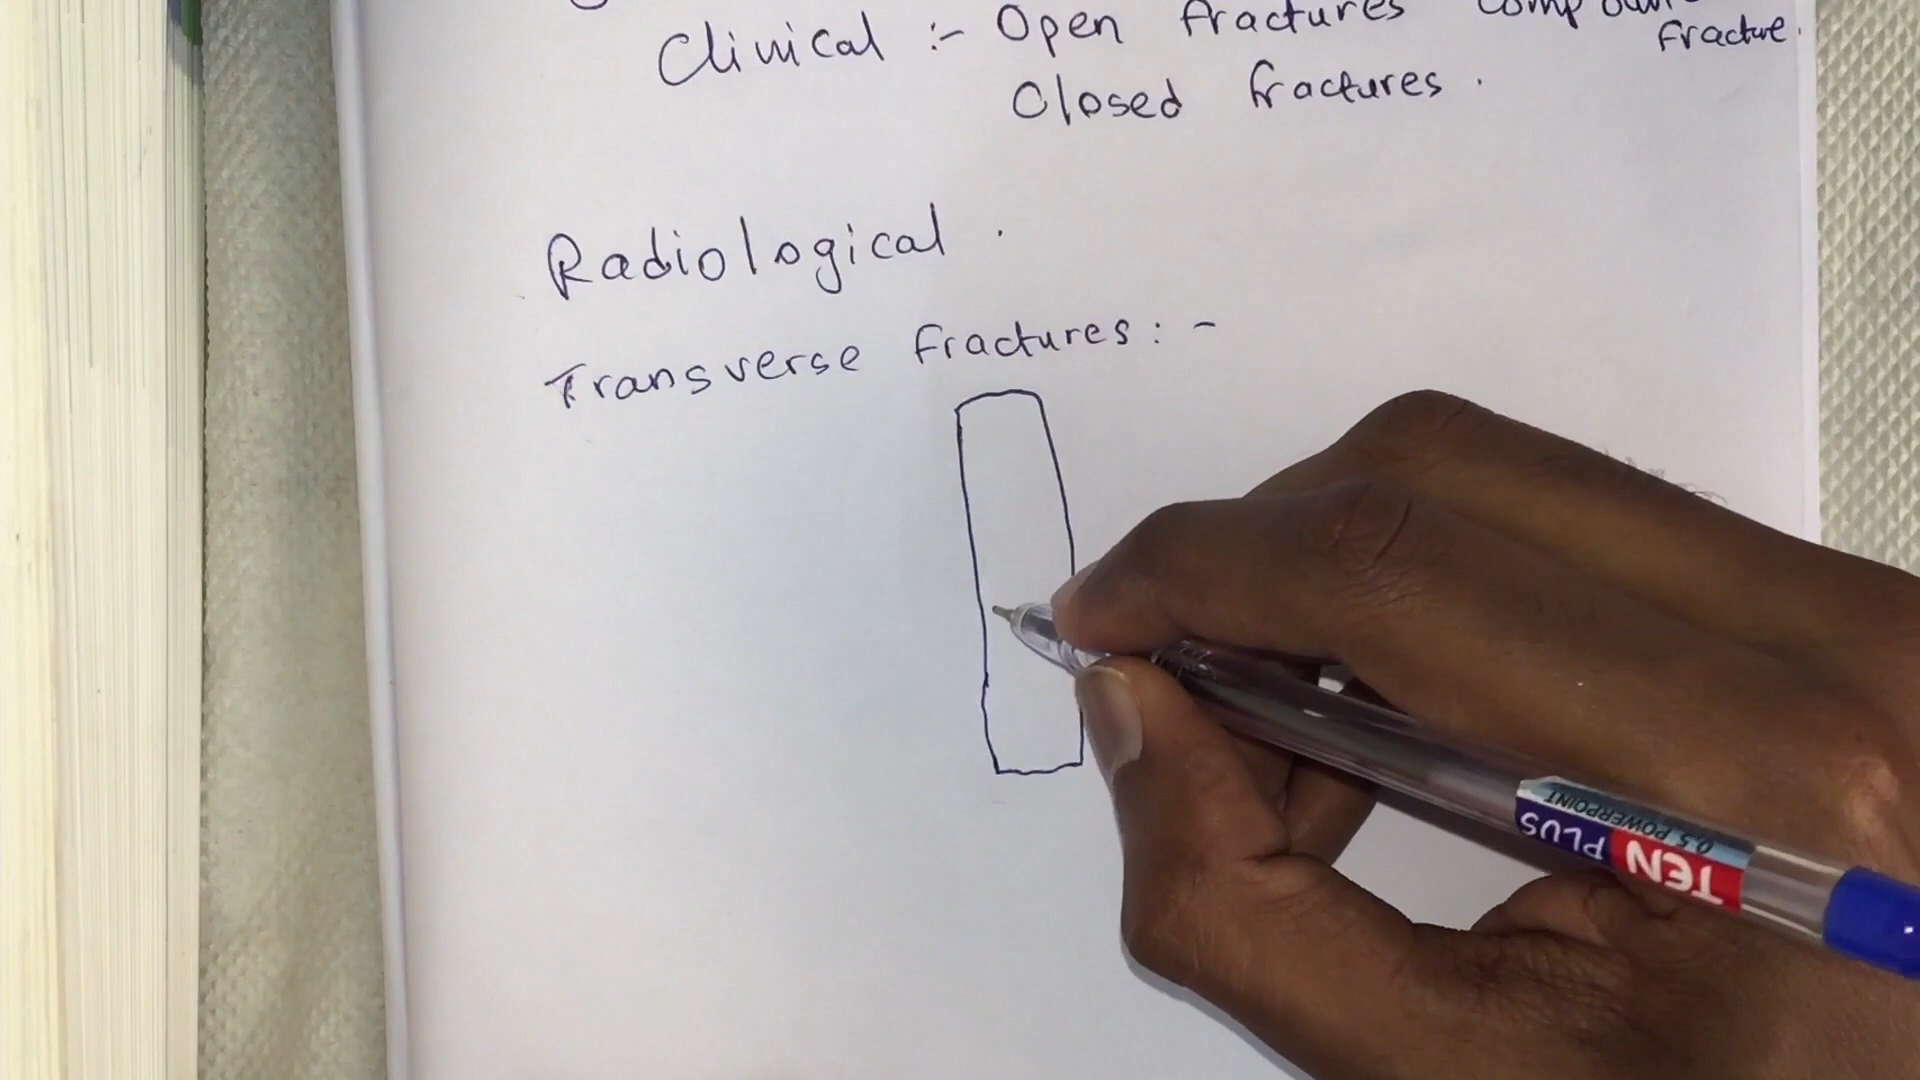 Clinical :- Open fractures
fracture.
Closed fractures.
Radiological.
Transverse fractures: -
TEN PLUS
0.5 POWERPOINT